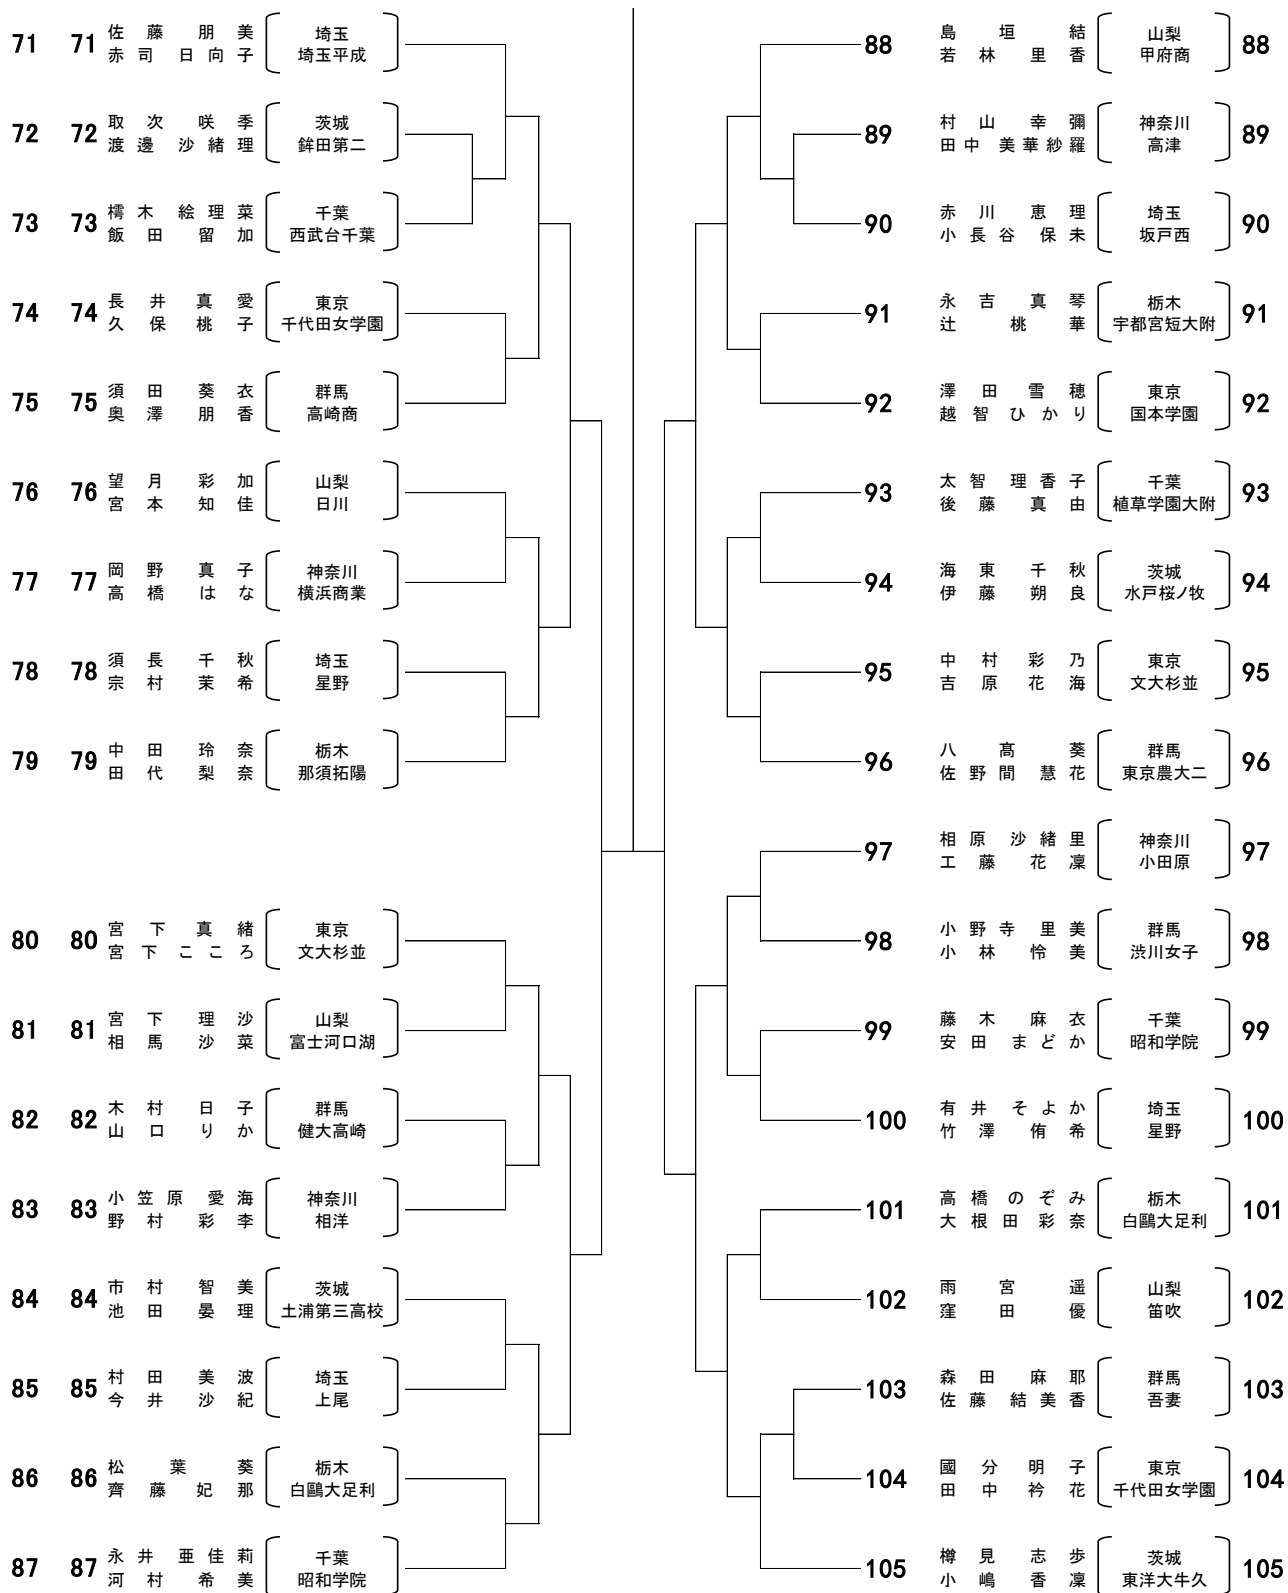 71 71 佐藤朋美 埼玉
赤司日向子 埼玉平成
72 72 取次咲季 茨城
渡邊沙緒理 鉾田第二
73 73 樗木絵理菜 千葉
飯田留加 西武台千葉
74 74 長井真愛 東京
久保桃子 千代田女学園
75 75 須田葵衣 群馬
奥澤朋香 高崎商
76 76 望月彩加 山梨
宮本知佳 日川
77 77 岡野真子 神奈川
高橋はな 横浜商業
78 78 須長千秋 埼玉
宗村茉希 星野
79 79 中田玲奈 栃木
田代梨奈 那須拓陽
80 80 宮下真緒 東京
宮下こころ 文大杉並
81 81 宮下理沙 山梨
相馬沙菜 富士河口湖
82 82 木村日子 群馬
山口りか 健大高崎
83 83 小笠原愛海 神奈川
野村彩李 相洋
84 84 市村智美 茨城
池田晏理 土浦第三高校
85 85 村田美波 埼玉
今井沙紀 上尾
86 86 松葉葵 栃木
齊藤妃那 白鷗大足利
87 87 永井亜佳莉 千葉
河村希美 昭和学院
88 島垣結 山梨 88
若林里香 甲府商
89 村山幸彌 神奈川 89
田中美華紗羅 高津
90 赤川恵理 埼玉 90
小長谷保未 坂戸西
91 永吉真琴 栃木 91
辻桃華 宇都宮短大附
92 澤田雪穂 東京 92
越智ひかり 国本学園
93 太智理香子 千葉 93
後藤真由 植草学園大附
94 海東千秋 茨城 94
伊藤朔良 水戸桜ノ牧
95 中村彩乃 東京 95
吉原花海 文大杉並
96 八髙葵 群馬 96
佐野間慧花 東京農大二
97 相原沙緒里 神奈川 97
工藤花凜 小田原
98 小野寺里美 群馬 98
小林怜美 渋川女子
99 藤木麻衣 千葉 99
安田まどか 昭和学院
100 有井そよか 埼玉 100
竹澤侑希 星野
101 高橋のぞみ 栃木 101
大根田彩奈 白鷗大足利
102 雨宮遥 山梨 102
窪田優 笛吹
103 森田麻耶 群馬 103
佐藤結美香 吾妻
104 國分明子 東京 104
田中衿花 千代田女学園
105 樽見志歩 茨城 105
小嶋香凜 東洋大牛久